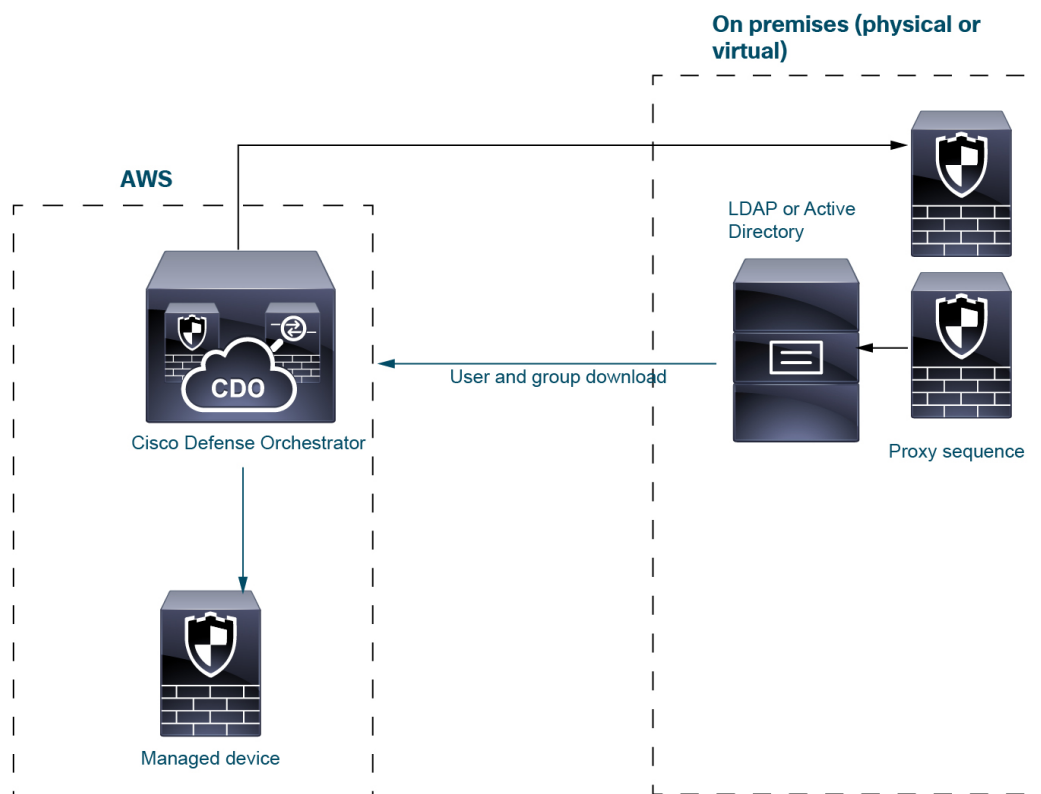 On premises (physical or
virtual)
AWS
LDAP or Active
Directory
CDO
User and group download
Cisco Defense Orchestrator
Proxy sequence
Managed device